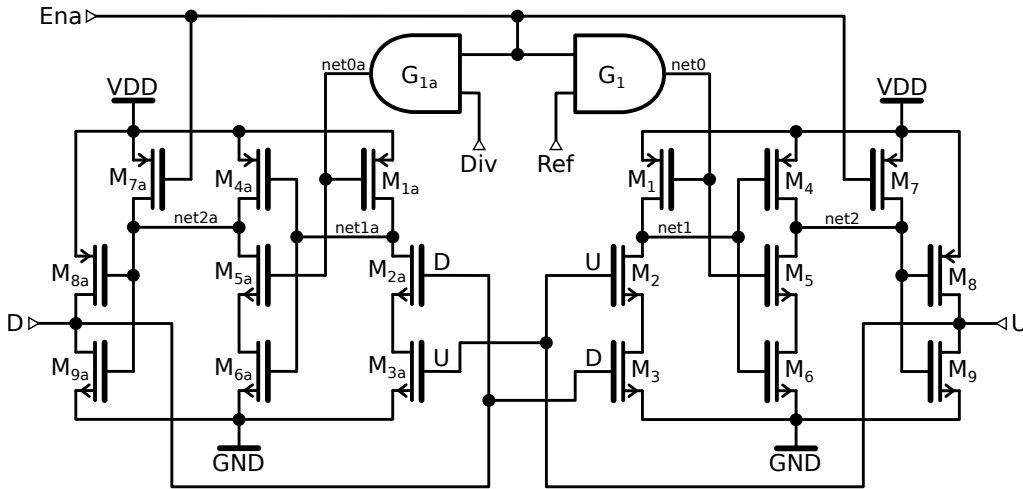 Ena
net0a
G1a
G1
net0
VDD
VDD
Div
Ref
M7a
M4a
M1a
M1
M4
M7
net2a
net1a
net1
net2
M8a
M5a
M2a
D
U
M2
M5
M8
D
U
M9a
M6a
M3a
U
D
M3
M6
M9
GND
GND